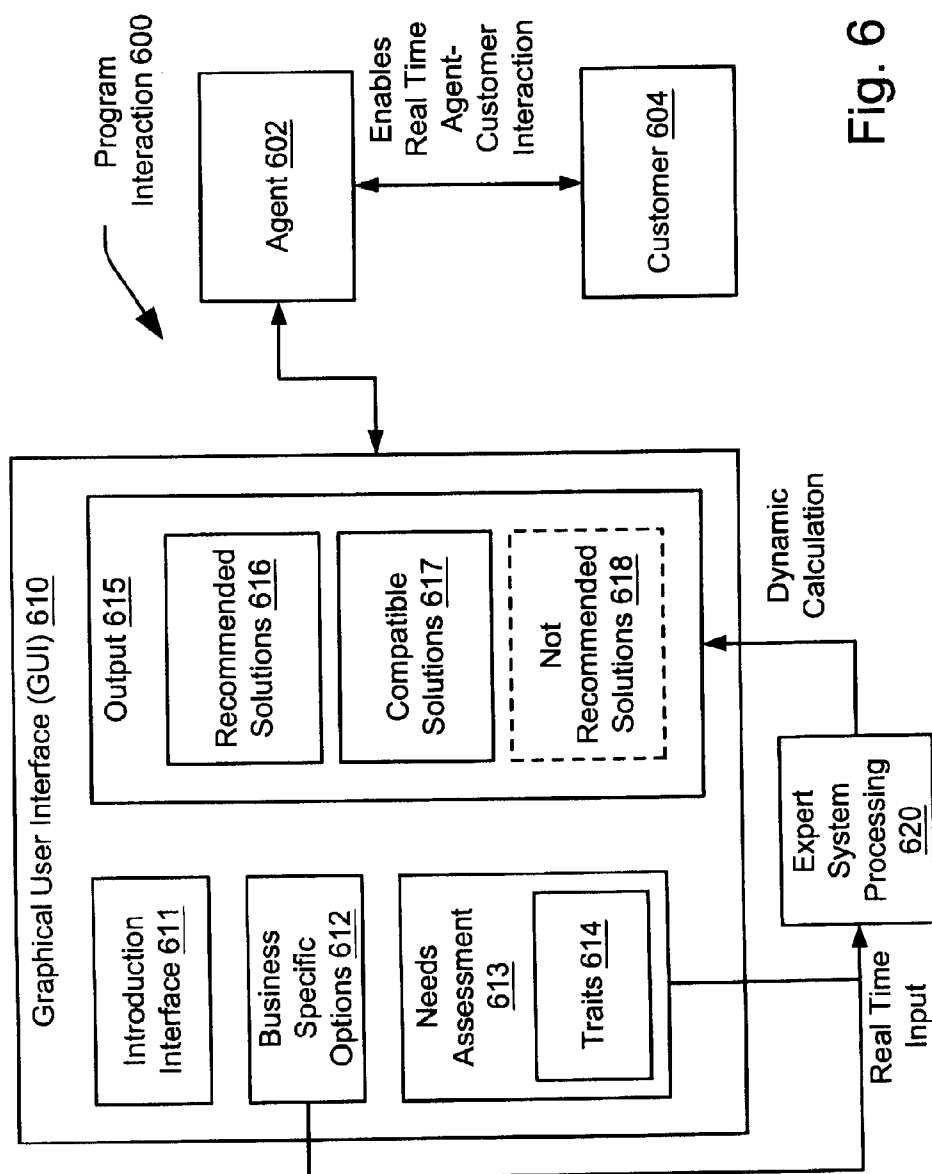 Program
Interaction 600
Graphical User Interface (GUI) 610
Introduction
Interface 611
Business
Specific
Options 612
Needs
Assessment
613
Traits 614
Output 615
Recommended
Solutions 616
Compatible
Solutions 617
Not
Recommended
Solutions 618
Agent 602
Enables
Real Time
Agent-
Customer
Interaction
Customer 604
Real Time
Input
Expert
System
Processing
620
Dynamic
Calculation
Fig. 6